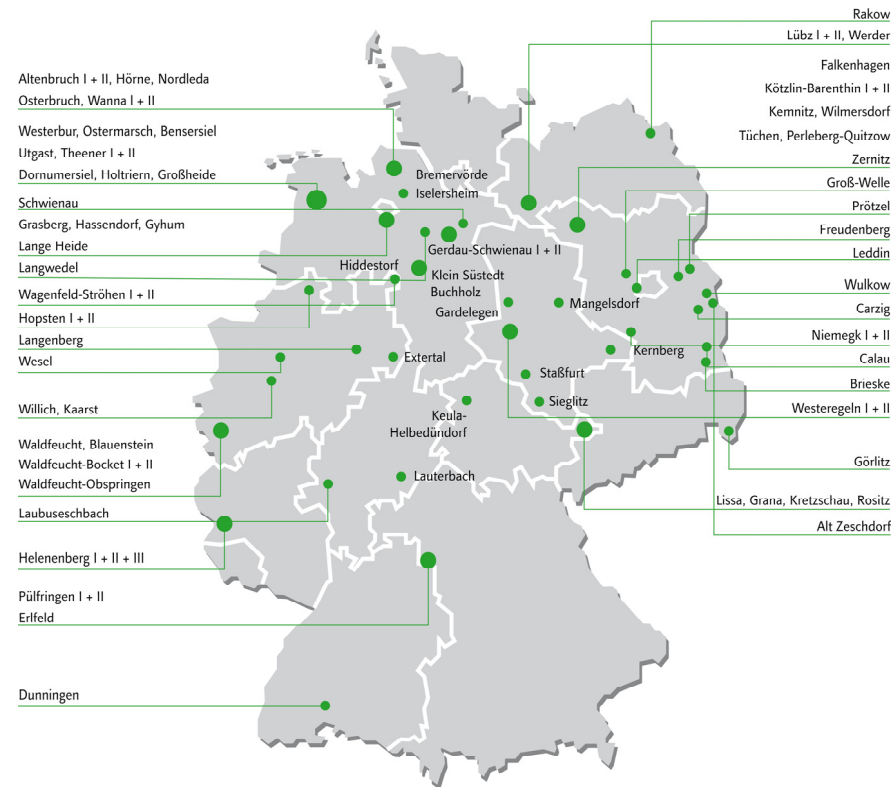 Rakow
Lübz I + II, Werder
Falkenhagen
Kötzlin-Barenthin I + II
Kemnitz, Wilmersdorf
Tüchen, Perleberg-Quitzow
Zernitz
Groß-Welle
Prötzel
Freudenberg
Leddin
Wulkow
Carzig
Niemegk I + II
Calau
Brieske
Westeregeln I + II
Görlitz
Lissa, Grana, Kretzschau, Rositz
Alt Zeschdorf
Altenbruch I + II, Hörne, Nordleda
Osterbruch, Wanna I + II
Westerbur, Ostermarsch, Bensersiel
Utgast, Theener I + II
Dornumersiel, Holtriem, Großheide
Schwienau
Grasberg, Hassendorf, Gyhum
Lange Heide
Langwedel
Wagenfeld-Ströhen I + II
Hopsten I + II
Langenberg
Wesel
Willich, Kaarst
Waldfeucht, Blauenstein
Waldfeucht-Bocket I + II
Waldfeucht-Obspringen
Laubuseschbach
Helenenberg I + II + III
Pülfringen I + II
Erlfeld
Dunningen
Bremervörde
Iselersheim
Gerdau-Schwienau I + II
Hiddestorf
Klein Süstedt
Buchholz
Gardelegen
Mangelsdorf
Kernberg
Extertal
Staßfurt
Sieglitz
Keula-
Helbedündorf
Lauterbach